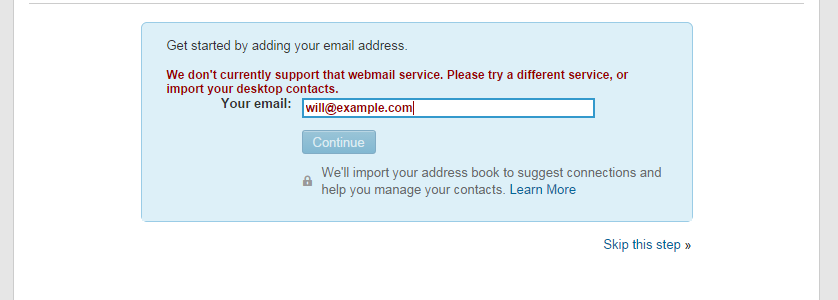 Get started by adding your email address.
We don't currently support that webmail service. Please try a different service, or
import your desktop contacts.
Your email: will@example.com
Continue
We'll import your address book to suggest connections and
help you manage your contacts. Learn More
Skip this step »